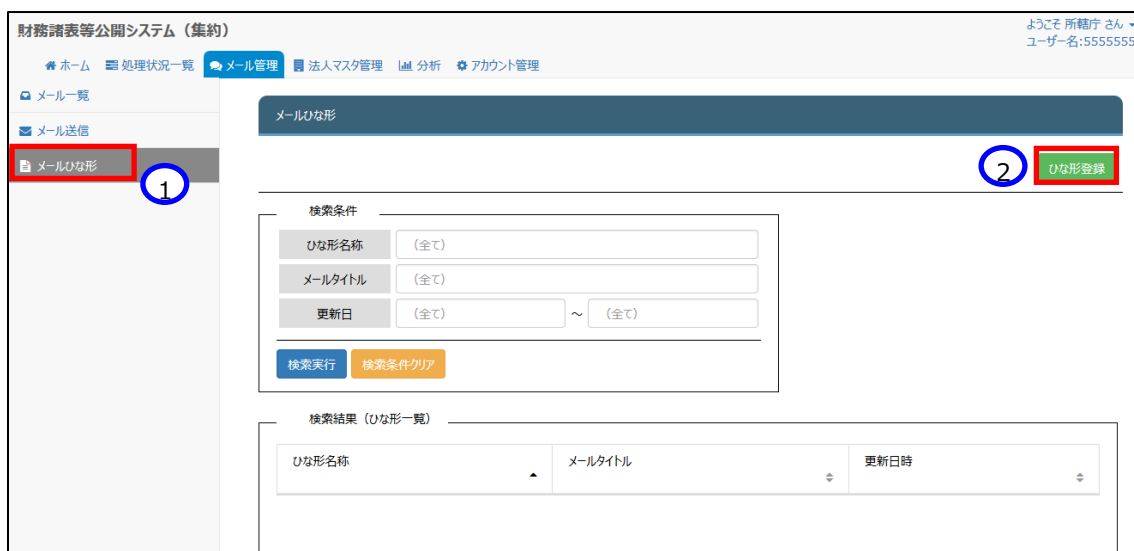 財務諸表等公開システム（集約）
ようこそ 所轄庁 さん
ユーザー名:5555555
ホーム 処理状況一覧 メール管理 法人マスタ管理 分析 アカウント管理
メール一覧
メール送信
メールひな形
1
メールひな形
2
ひな形登録
検索条件
ひな形名称 （全て）
メールタイトル （全て）
更新日 （全て） ～ （全て）
検索実行 検索条件クリア
検索結果（ひな形一覧）
ひな形名称 メールタイトル 更新日時